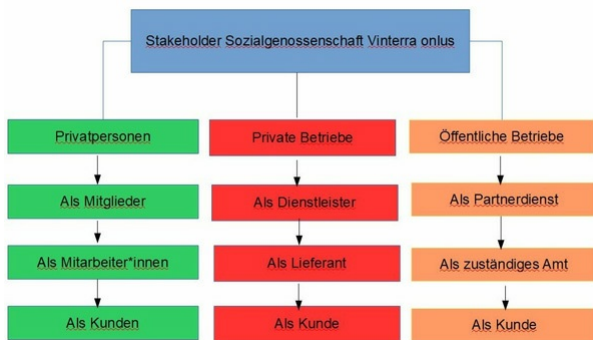 Stakeholder Sozialgenossenschaft Vinterra onlus
Privatpersonen
Private Betriebe
Öffentliche Betriebe
Als Mitglieder
Als Dienstleister
Als Partnerdienst
Als Mitarbeiter*innen
Als Lieferant
Als zuständiges Amt
Als Kunden
Als Kunde
Als Kunde